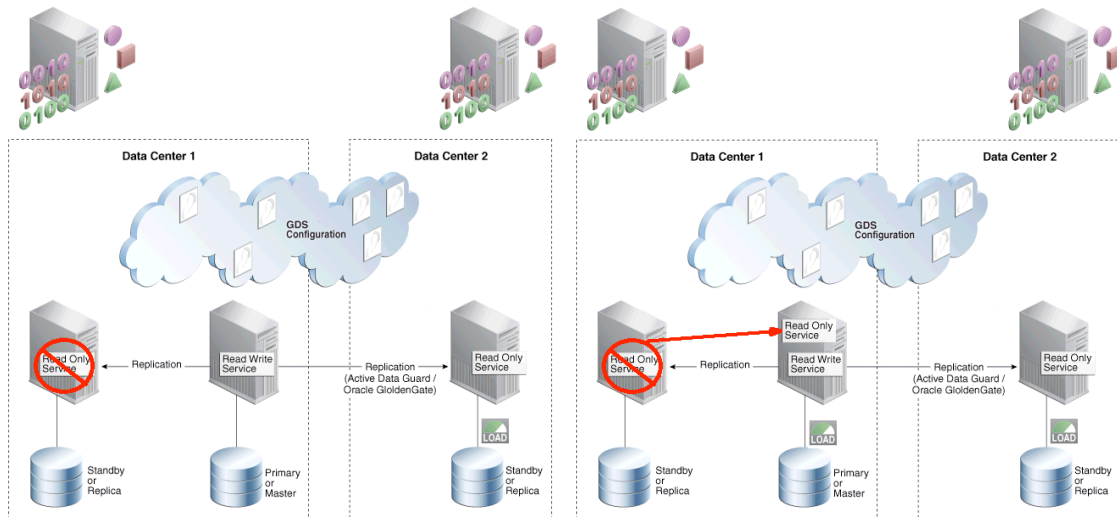 0010
1010
0100
0010
1010
0100
Data Center 1
Data Center 2
GDS
Configuration
Read Only
Service
Replication
Read Write
Service
Replication
(Active Data Guard /
Oracle GloldenGate)
Read Only
Service
LOAD
Standby
or
Replica
Primary
or
Master
Standby
or
Replica
0010
1010
0100
0010
1010
0100
Data Center 1
Data Center 2
GDS
Configuration
Read Only
Service
Read Only
Service
Replication
Read Write
Service
Replication
(Active Data Guard /
Oracle GloldenGate)
Read Only
Service
LOAD
LOAD
Standby
or
Replica
Primary
or
Master
Standby
or
Replica